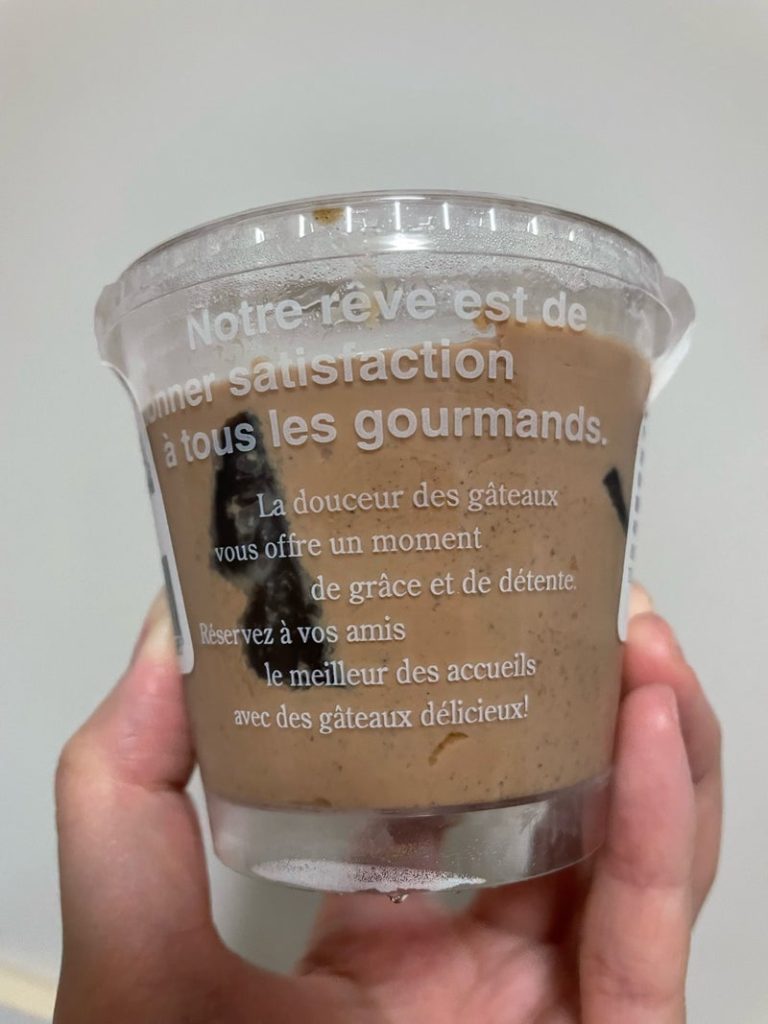 Notre rêve est de
onner satisfaction
à tous les gourmands.
La douceur des gâteaux
vous offre un moment
de grâce et de détente.
Réservez à vos amis
le meilleur des accueils
avec des gâteaux délicieux!